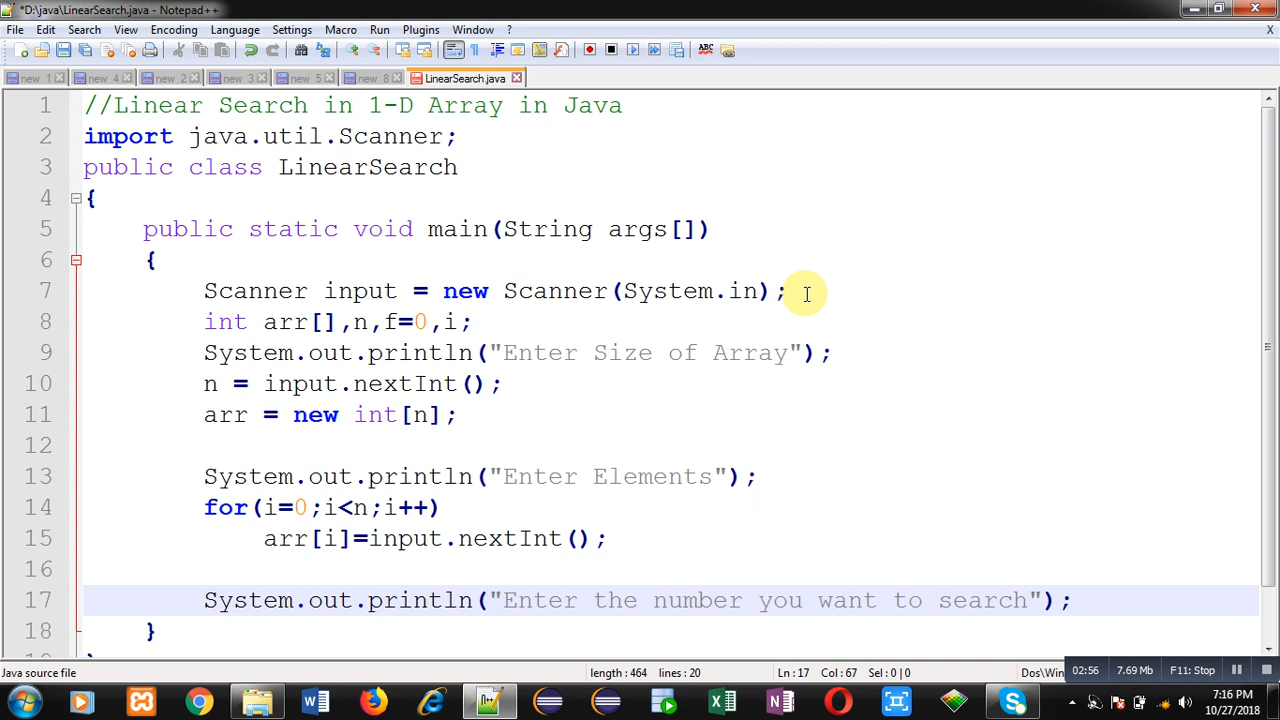 *D:\java\LinearSearch.java - Notepad++
File Edit Search View Encoding Language Settings Macro Run Plugins Window ? X
new 1 new 4 new 2 new 3 new 5 new 8 LinearSearch.java
1 //Linear Search in 1-D Array in Java
2 import java.util.Scanner;
3 public class LinearSearch
4 {
5 public static void main(String args[])
6 {
7 Scanner input = new Scanner(System.in);
8 int arr[],n,f=0,i;
9 System.out.println("Enter Size of Array");
10 n = input.nextInt();
11 arr = new int[n];
12
13 System.out.println("Enter Elements");
14 for(i=0;i<n;i++)
15 arr[i]=input.nextInt();
16
17 System.out.println("Enter the number you want to search");
18 }
Java source file length : 464 lines : 20 Ln : 17 Col : 67 Sel : 0 | 0 Dos\Win
02:56 7.69 Mb F11: Stop
7:16 PM
10/27/2018